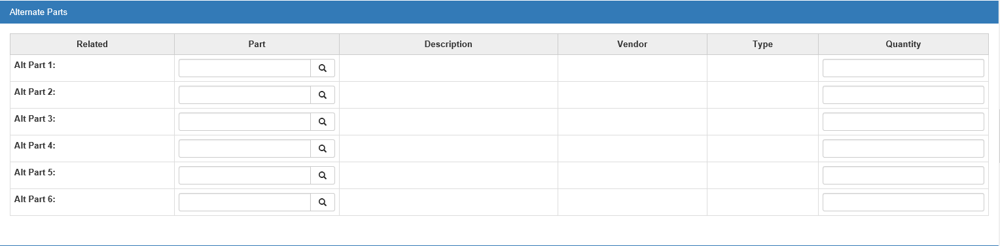 Alternate Parts
Related Part Description Vendor Type Quantity
Alt Part 1:
Alt Part 2:
Alt Part 3:
Alt Part 4:
Alt Part 5:
Alt Part 6: